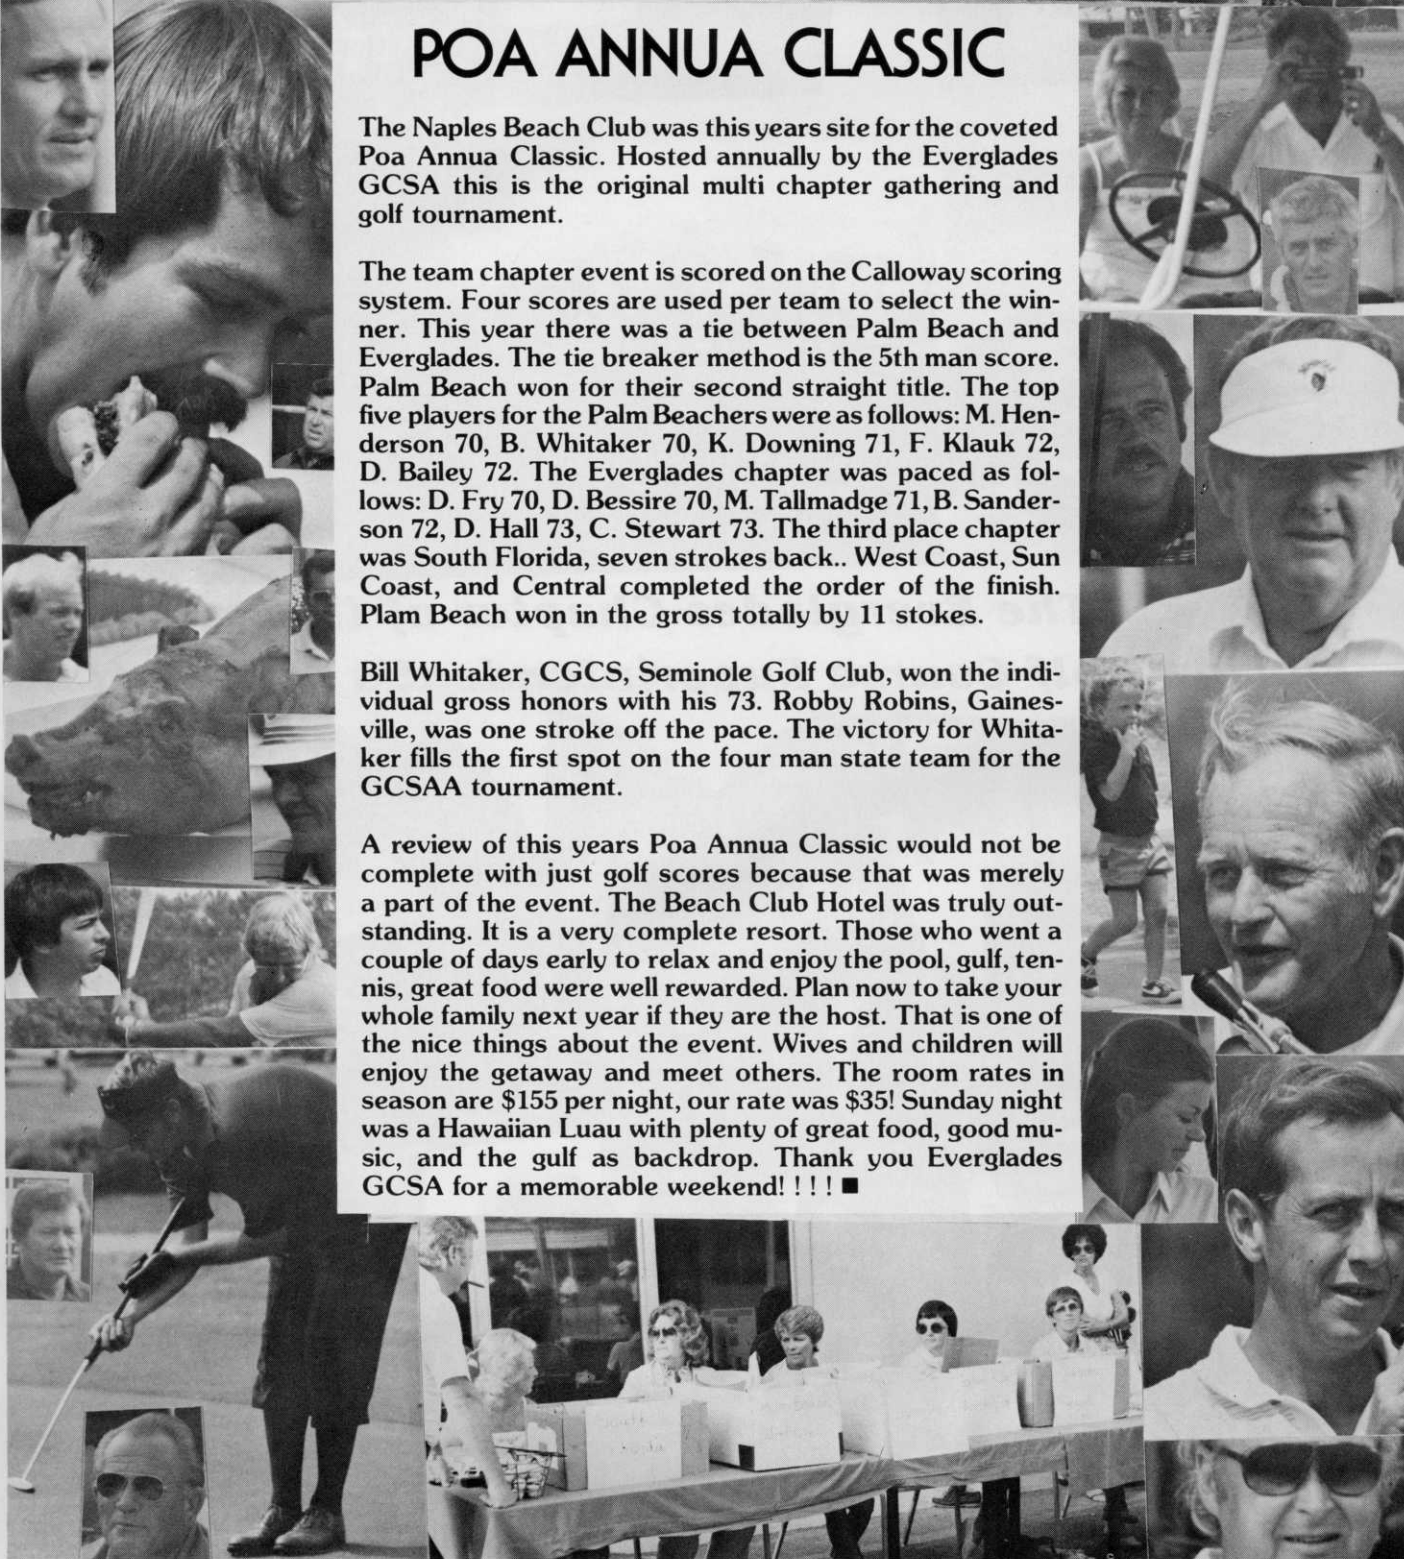 POA ANNUA CLASSIC
The Naples Beach Club was this years site for the coveted
Poa Annua Classic. Hosted annually by the Everglades
GCSA this is the original multi chapter gathering and
golf tournament.
The team chapter event is scored on the Calloway scoring
system. Four scores are used per team to select the win-
ner. This year there was a tie between Palm Beach and
Everglades. The tie breaker method is the 5th man score.
Palm Beach won for their second straight title. The top
five players for the Palm Beachers were as follows: M. Hen-
derson 70, B. Whitaker 70, K. Downing 71, F. Klauk 72,
D. Bailey 72. The Everglades chapter was paced as fol-
lows: D. Fry 70, D. Bessire 70, M. Tallmadge 71, B. Sander-
son 72, D. Hall 73, C. Stewart 73. The third place chapter
was South Florida, seven strokes back.. West Coast, Sun
Coast, and Central completed the order of the finish.
Plam Beach won in the gross totally by 11 stokes.
Bill Whitaker, CGCS, Seminole Golf Club, won the indi-
vidual gross honors with his 73. Robby Robins, Gaines-
ville, was one stroke off the pace. The victory for Whita-
ker fills the first spot on the four man state team for the
GCSAA tournament.
A review of this years Poa Annua Classic would not be
complete with just golf scores because that was merely
a part of the event. The Beach Club Hotel was truly out-
standing. It is a very complete resort. Those who went a
couple of days early to relax and enjoy the pool, gulf, ten-
nis, great food were well rewarded. Plan now to take your
whole family next year if they are the host. That is one of
the nice things about the event. Wives and children will
enjoy the getaway and meet others. The room rates in
season are $155 per night, our rate was $35! Sunday night
was a Hawaiian Luau with plenty of great food, good mu-
sic, and the gulf as backdrop. Thank you Everglades
GCSA for a memorable weekend! ! ! ! ■